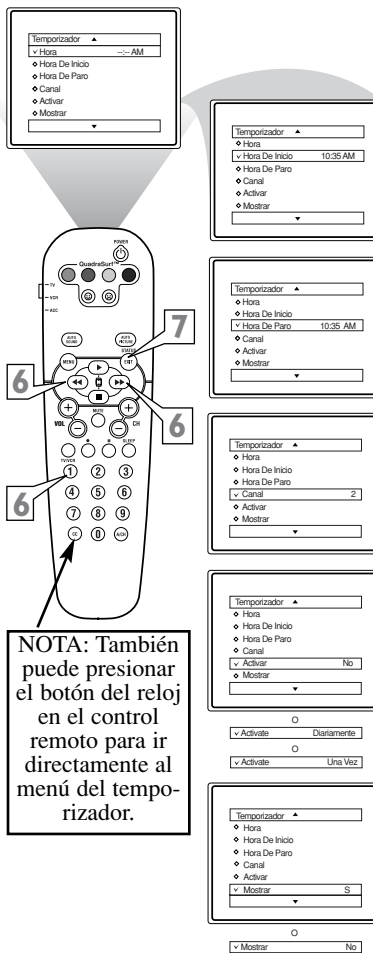 Temporizador
Hora --:-- AM
Hora De Inicio
Hora De Paro
Canal
Activar
Mostrar
Temporizador
Hora
Hora De Inicio 10:35 AM
Hora De Paro
Canal
Activar
Mostrar
Temporizador
Hora
Hora De Inicio
Hora De Paro 10:35 AM
Canal
Activar
Mostrar
Temporizador
Hora
Hora De Inicio
Hora De Paro
Canal 2
Activar
Mostrar
Temporizador
Hora
Hora De Inicio
Hora De Paro
Canal
Activar No
Mostrar
O
Activate Diariamente
O
Activate Una Vez
Temporizador
Hora
Hora De Inicio
Hora De Paro
Canal
Activar
Mostrar S
O
Mostrar No
POWER
QuadraSurf™
TV
VCR
ACC
AUTO SOUND
AUTO PICTURE
STATUS
MENU
EXIT
7
6
6
MUTE
VOL
CH
SLEEP
TV/VCR
1 2 3
4 5 6
7 8 9
CC 0 A/CH
6
NOTA: También
puede presionar
el botón del reloj
en el control
remoto para ir
directamente al
menú del tempo-
rizador.